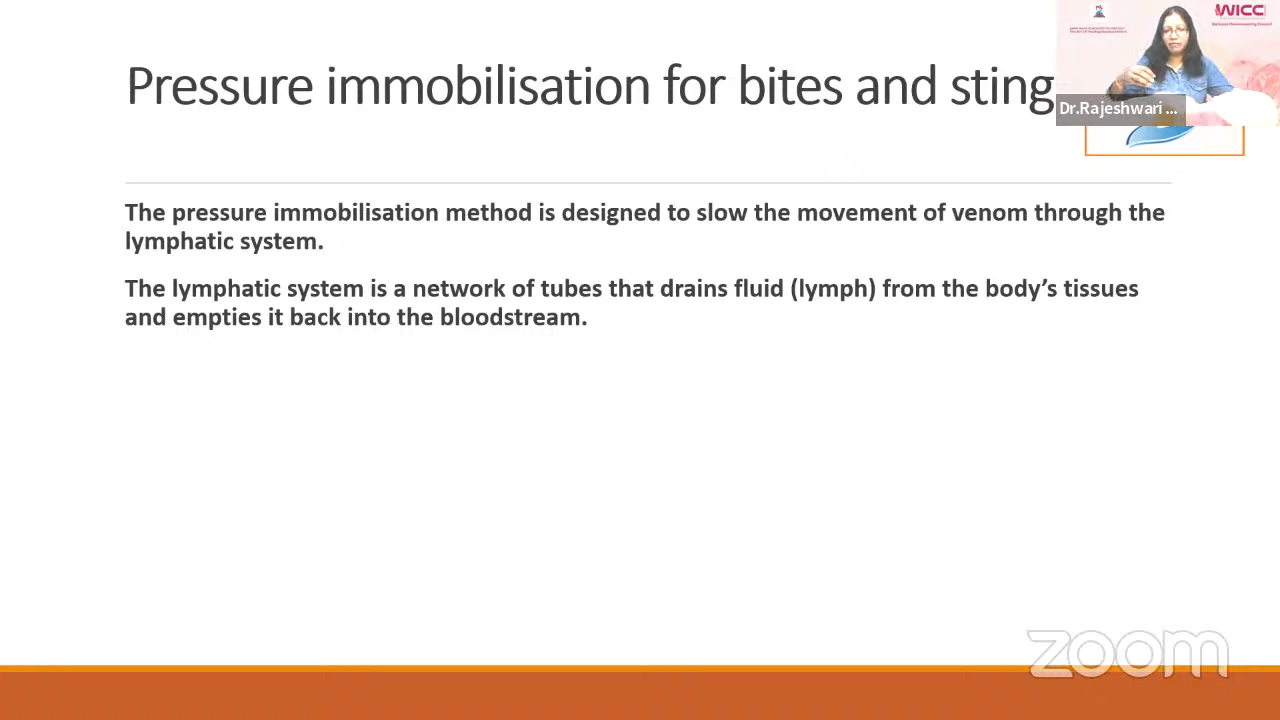 Pressure immobilisation for bites and sting
WICC
Dr.Rajeshwari ...
The pressure immobilisation method is designed to slow the movement of venom through the
lymphatic system.
The lymphatic system is a network of tubes that drains fluid (lymph) from the body’s tissues
and empties it back into the bloodstream.
zoom